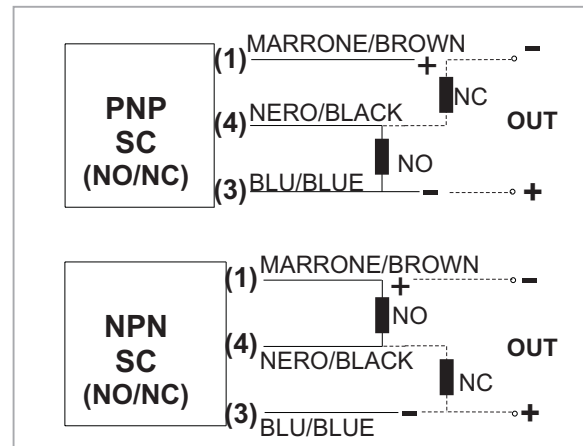 (1) MARRONE/BROWN
+ -
PNP
SC
(NO/NC)
NC
(4) NERO/BLACK
OUT
NO
(3) BLU/BLUE
- +
(1) MARRONE/BROWN
+ -
NPN
SC
(NO/NC)
NO
(4) NERO/BLACK
OUT
NC
(3) BLU/BLUE
- +